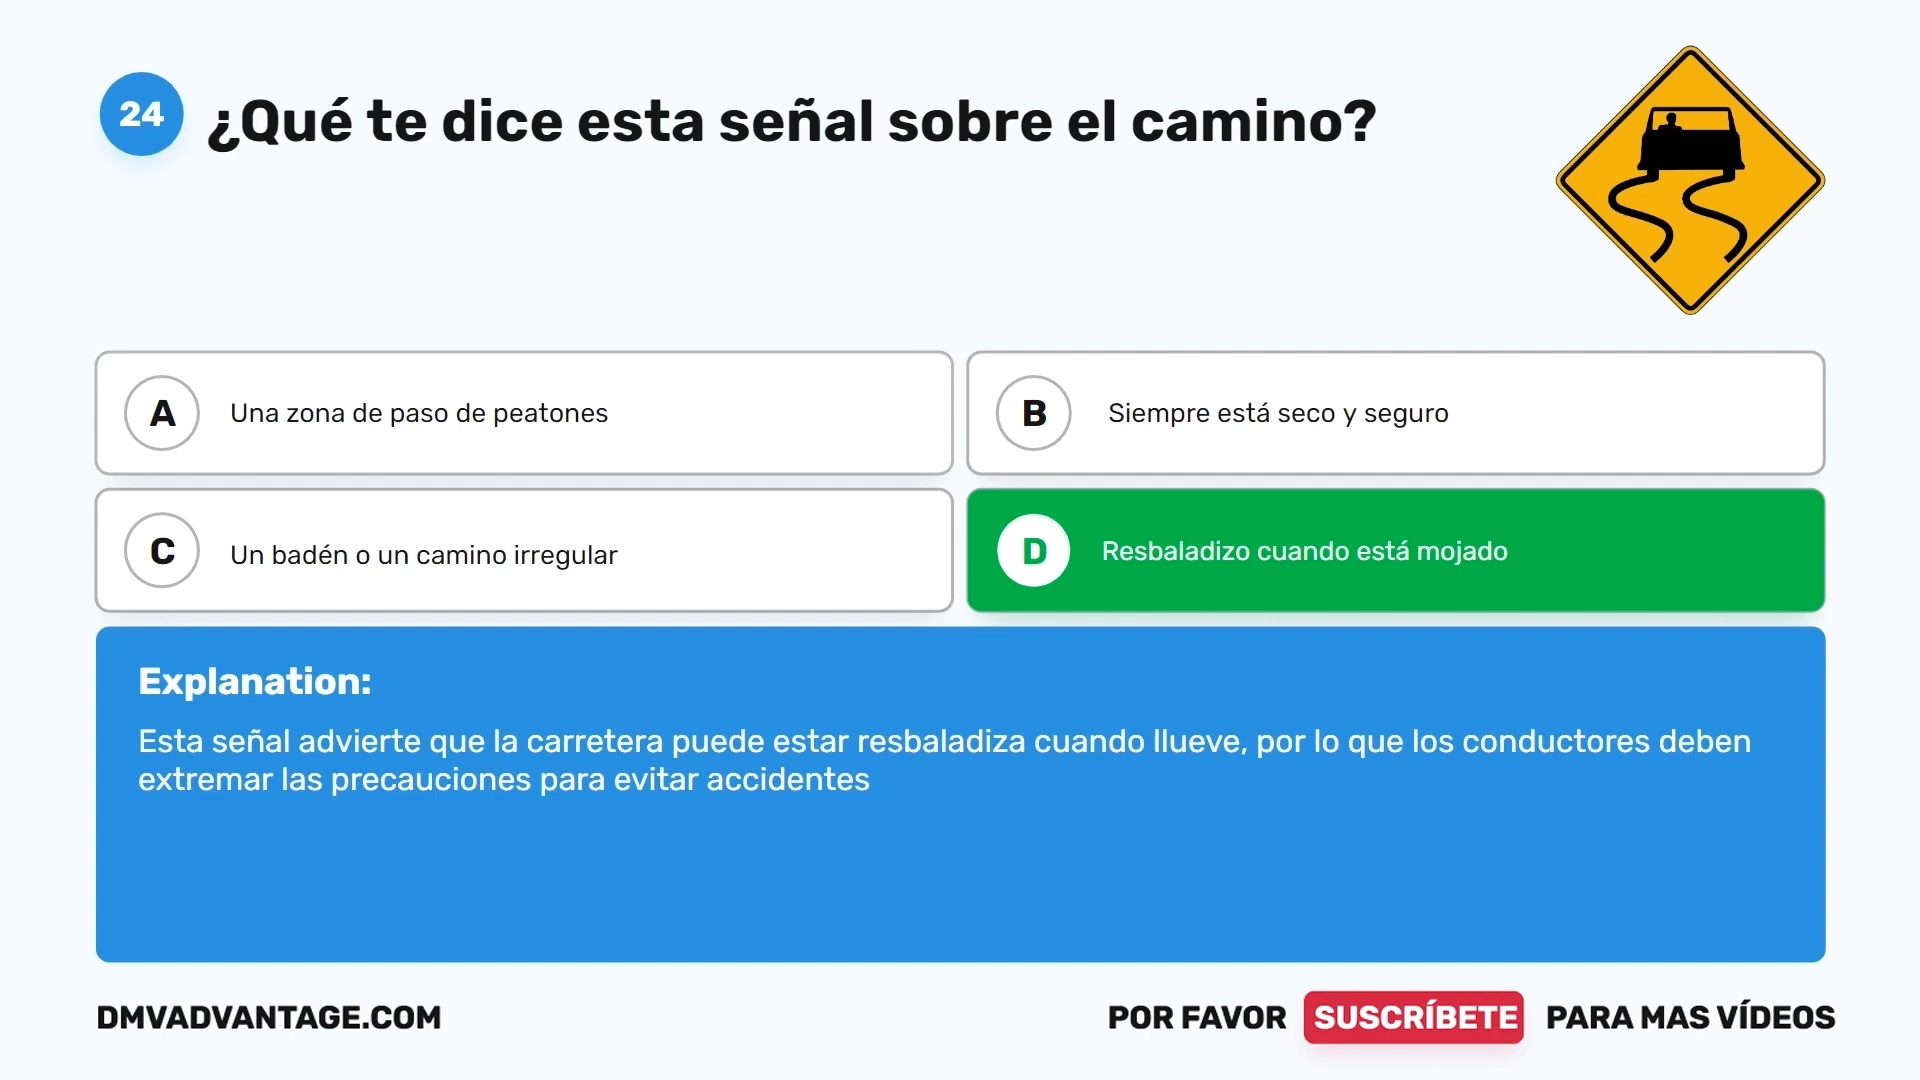 24
¿Qué te dice esta señal sobre el camino?
A
Una zona de paso de peatones
B
Siempre está seco y seguro
C
Un badén o un camino irregular
D
Resbaladizo cuando está mojado
Explanation:
Esta señal advierte que la carretera puede estar resbaladiza cuando llueve, por lo que los conductores deben
extremar las precauciones para evitar accidentes
DMVADVANTAGE.COM
POR FAVOR SUSCRÍBETE PARA MAS VÍDEOS